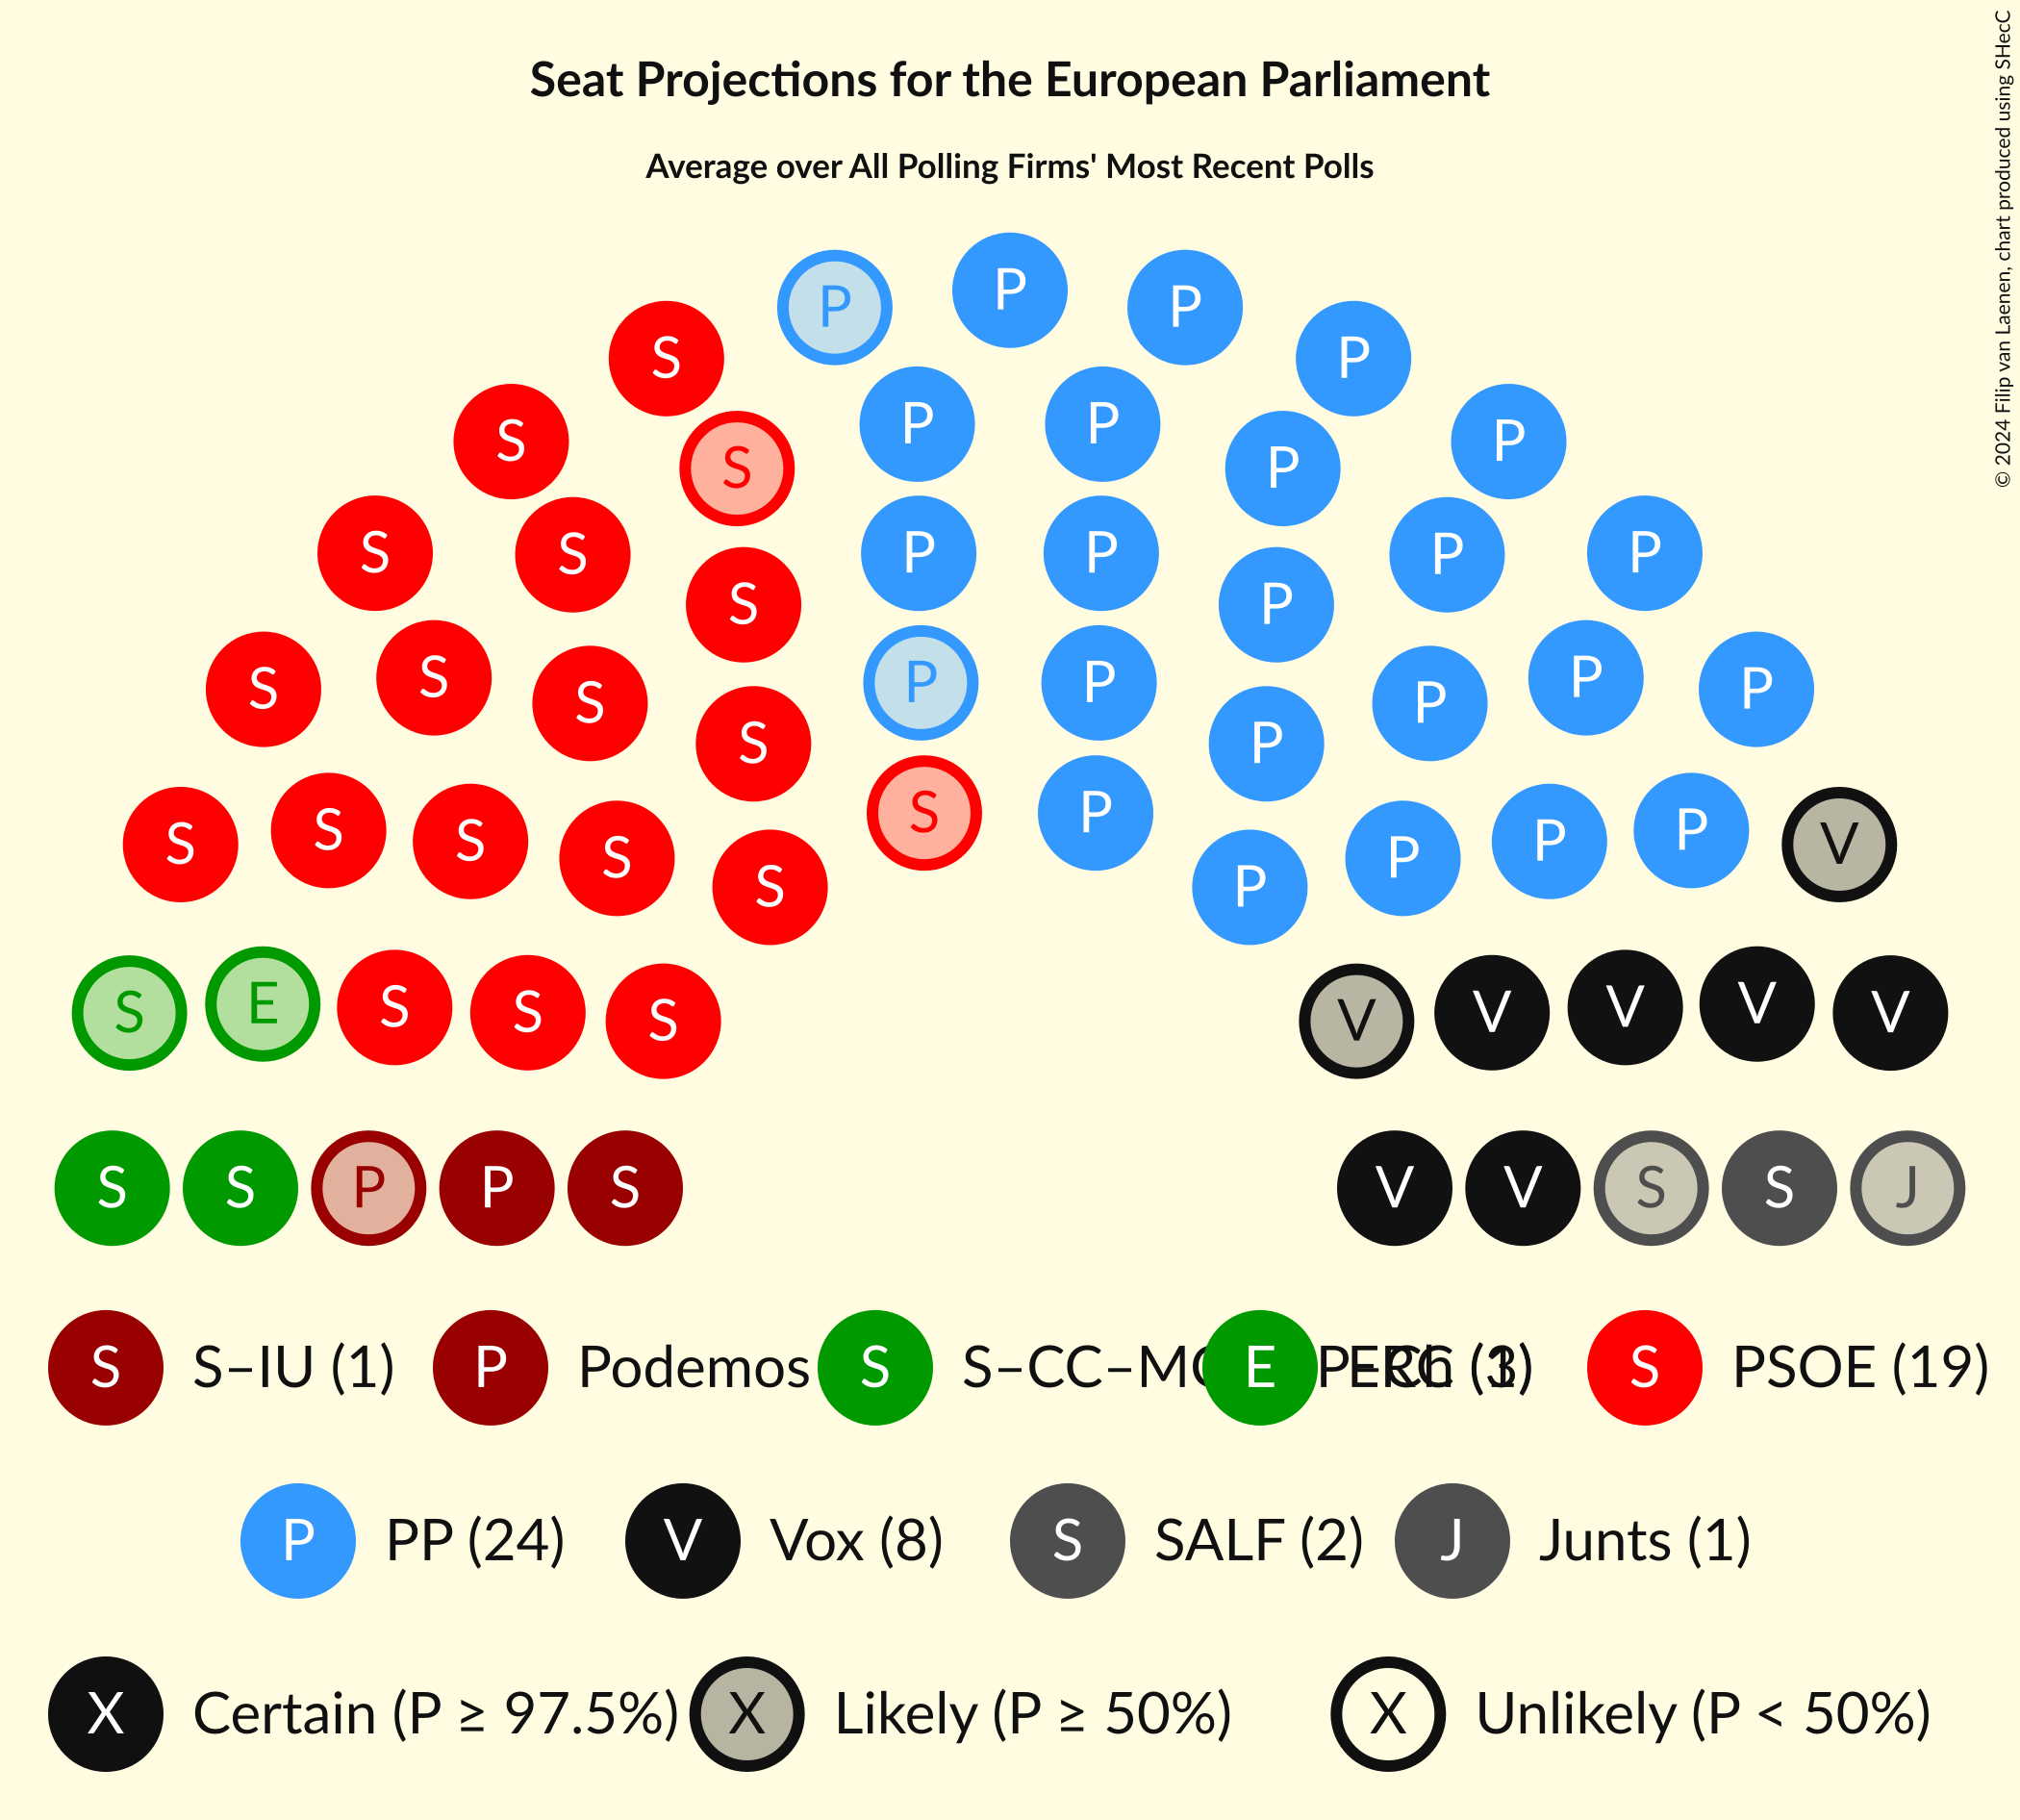 Seat Projections for the European Parliament
Average over All Polling Firms' Most Recent Polls
© 2024 Filip van Laenen, chart produced using SHecC
P P P
S P
P P
S P
S P
S S P P P P
S P
S S S P P P P P
S P
S P
S S S S P P P V
S P
S E S S S V V V V V
S S P P S V V S S J
S S–IU (1) P Podemos S S–CC– E S PSOE (19)
P PP (24) V Vox (8) S SALF (2) J Junts (1)
X Certain (P ≥ 97.5%) X Likely (P ≥ 50%) X Unlikely (P < 50%)